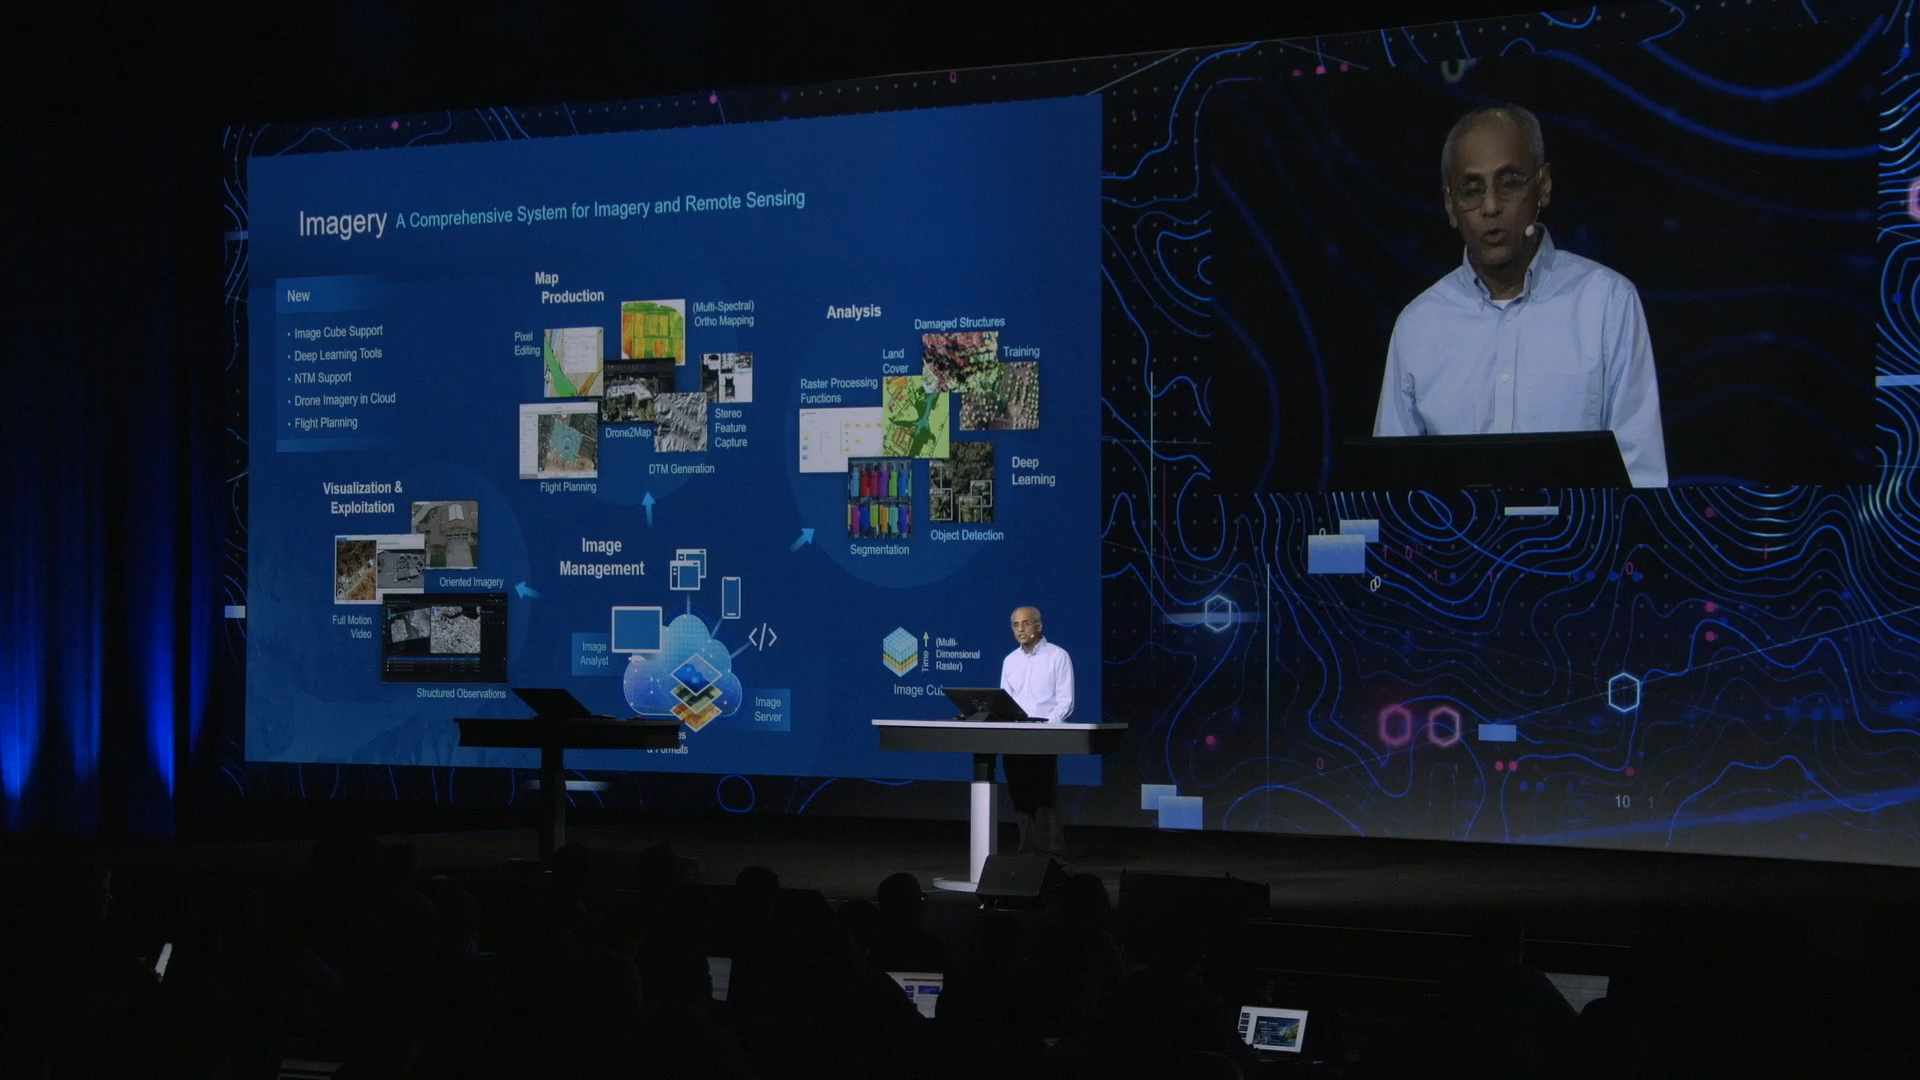 Imagery A Comprehensive System for Imagery and Remote Sensing
New
• Image Cube Support
• Deep Learning Tools
• NTM Support
• Drone Imagery in Cloud
• Flight Planning
Map
Production
Pixel
Editing
(Multi-Spectral)
Ortho Mapping
Drone2Map
Stereo
Feature
Capture
DTM Generation
Flight Planning
Analysis
Damaged Structures
Land
Cover
Training
Raster Processing
Functions
Deep
Learning
Object Detection
Segmentation
Visualization &
Exploitation
Oriented Imagery
Full Motion
Video
Structured Observations
Image
Management
Image
Analyst
</>
Image
Server
& Formats
Time
(Multi-
Dimensional
Raster)
Image Cu
10